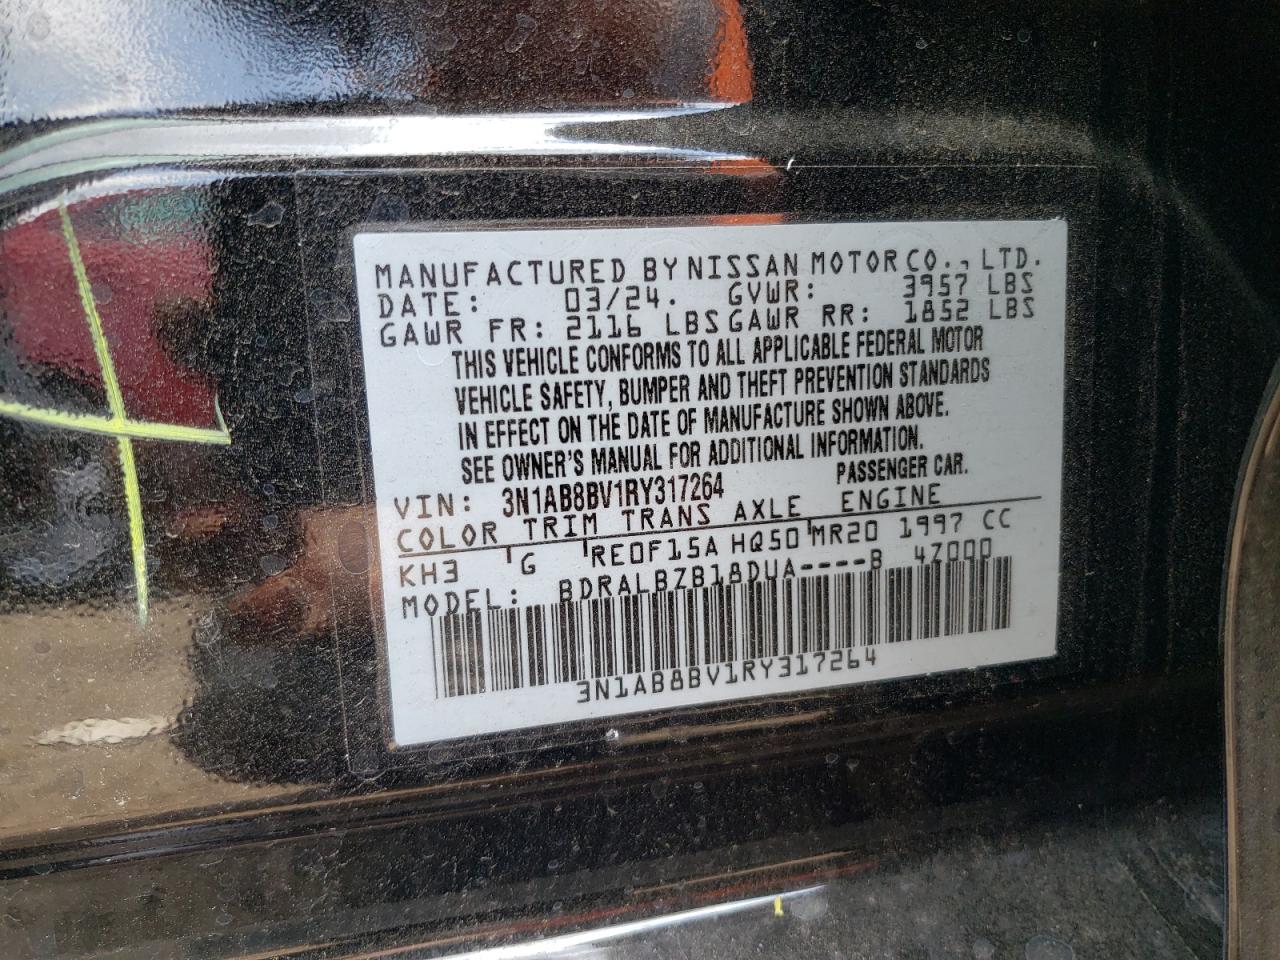 MANUFACTURED BY NISSAN MOTOR CO., LTD.
DATE: 03/24. GVWR: 3957 LBS
GAWR FR: 2116 LBS GAWR RR: 1852 LBS
THIS VEHICLE CONFORMS TO ALL APPLICABLE FEDERAL MOTOR
VEHICLE SAFETY, BUMPER AND THEFT PREVENTION STANDARDS
IN EFFECT ON THE DATE OF MANUFACTURE SHOWN ABOVE.
SEE OWNER'S MANUAL FOR ADDITIONAL INFORMATION.
VIN: 3N1AB8BV1RY317264 PASSENGER CAR.
COLOR TRIM TRANS AXLE ENGINE
KH3 G RE0F15A HQ50 MR20 1997 CC
MODEL: BDRALBZB18DUA----B 4Z000
3N1AB8BV1RY317264